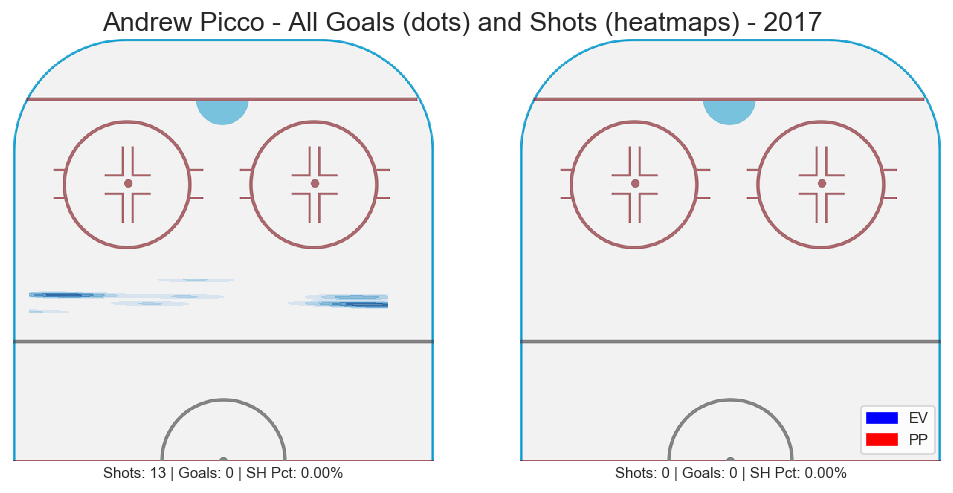 Andrew Picco - All Goals (dots) and Shots (heatmaps) - 2017
EV
PP
Shots: 13 | Goals: 0 | SH Pct: 0.00%
Shots: 0 | Goals: 0 | SH Pct: 0.00%